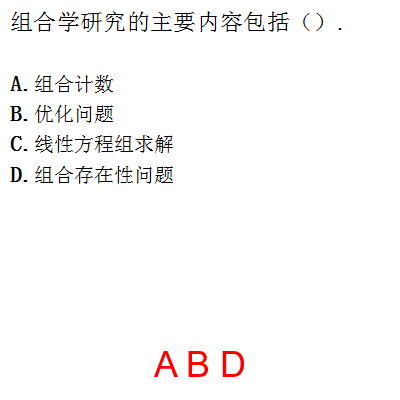 组合学研究的主要内容包括（）.
A. 组合计数
B. 优化问题
C. 线性方程组求解
D. 组合存在性问题
A B D